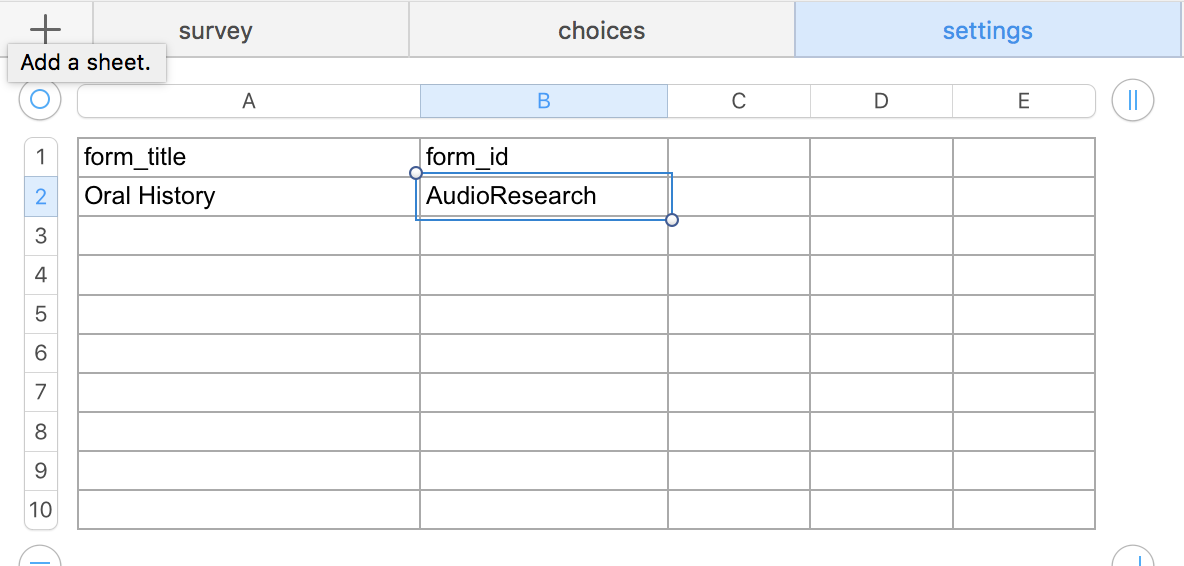 survey choices settings
Add a sheet.
A B C D E
1 form_title form_id
2 Oral History AudioResearch
3
4
5
6
7
8
9
10